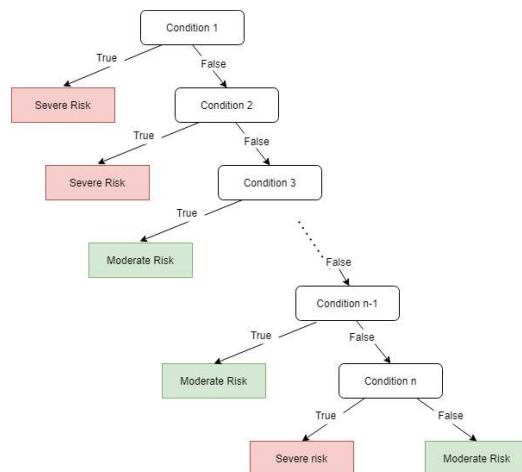 Condition 1
True
False
Severe Risk
Condition 2
True
False
Severe Risk
Condition 3
True
Moderate Risk
False
Condition n-1
True
False
Moderate Risk
Condition n
True
False
Severe risk
Moderate Risk